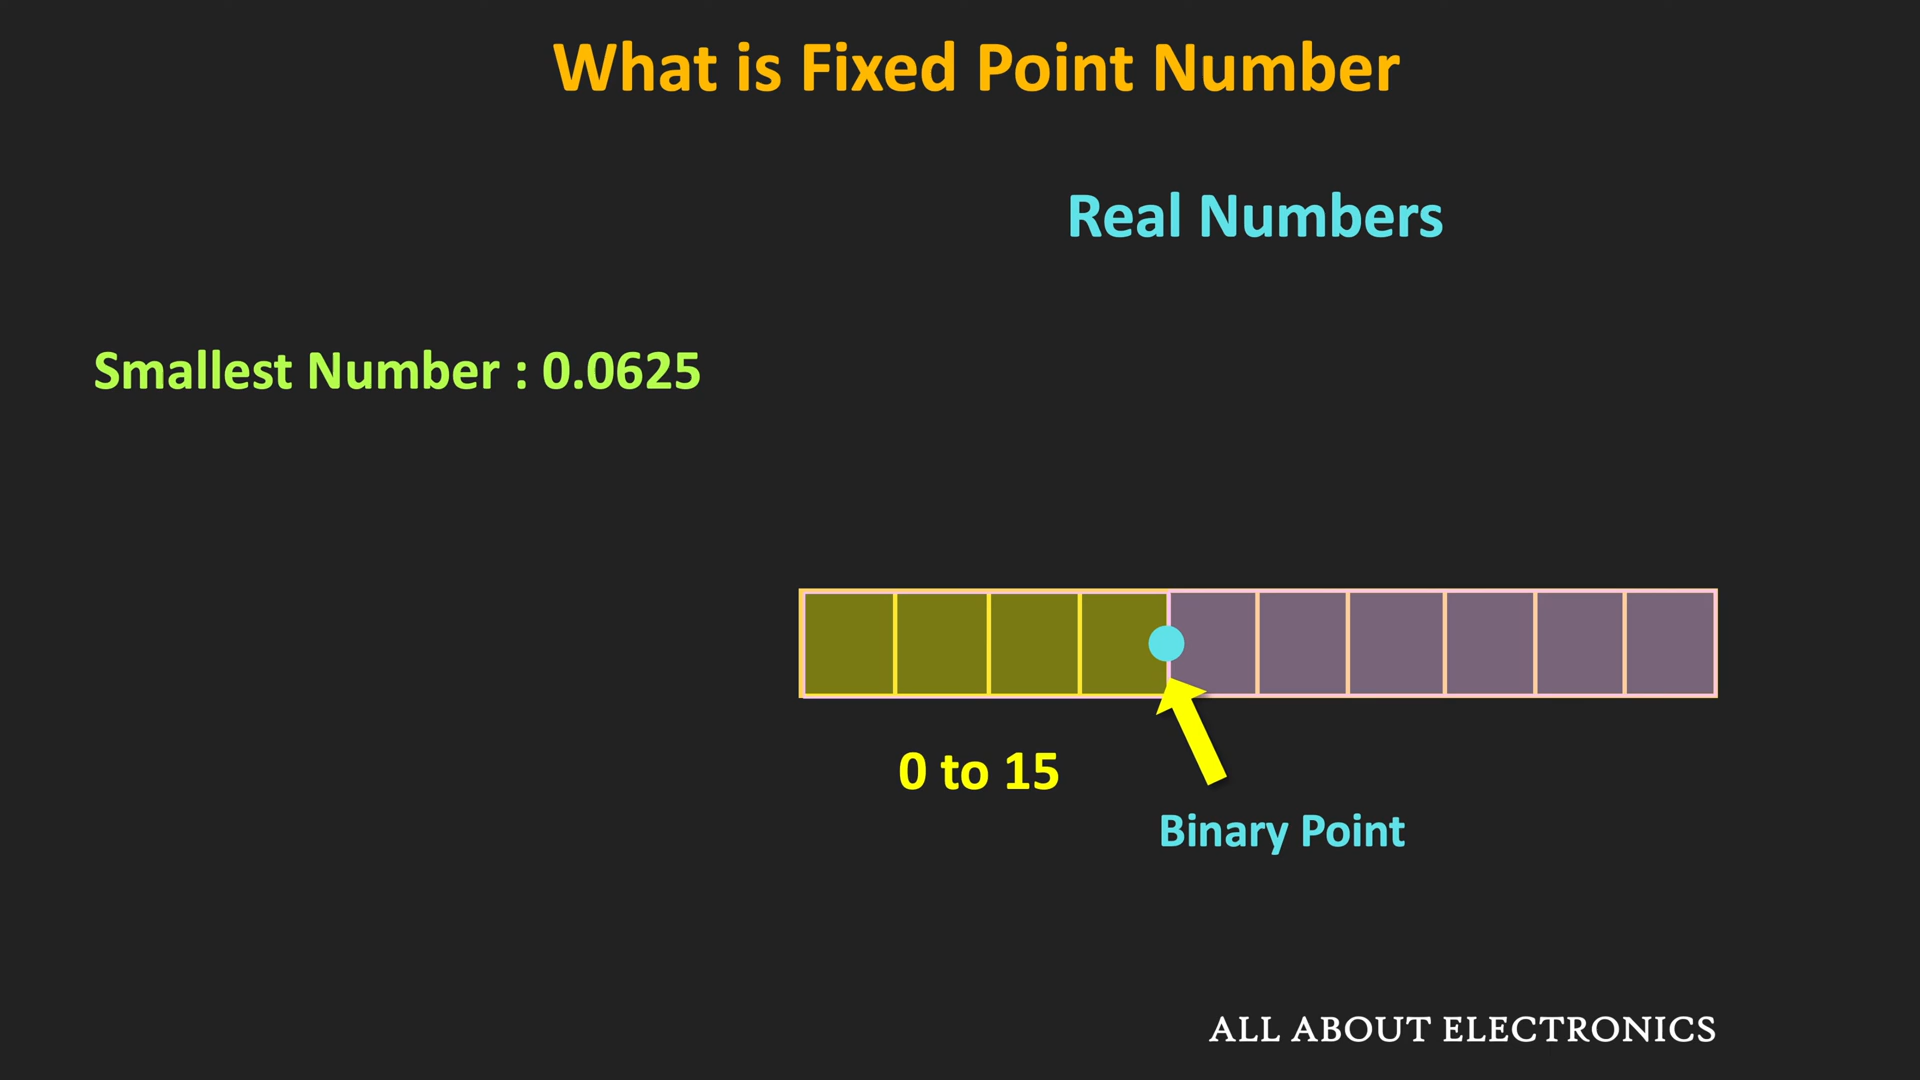 What is Fixed Point Number
Real Numbers
Smallest Number : 0.0625
0 to 15
Binary Point
ALL ABOUT ELECTRONICS